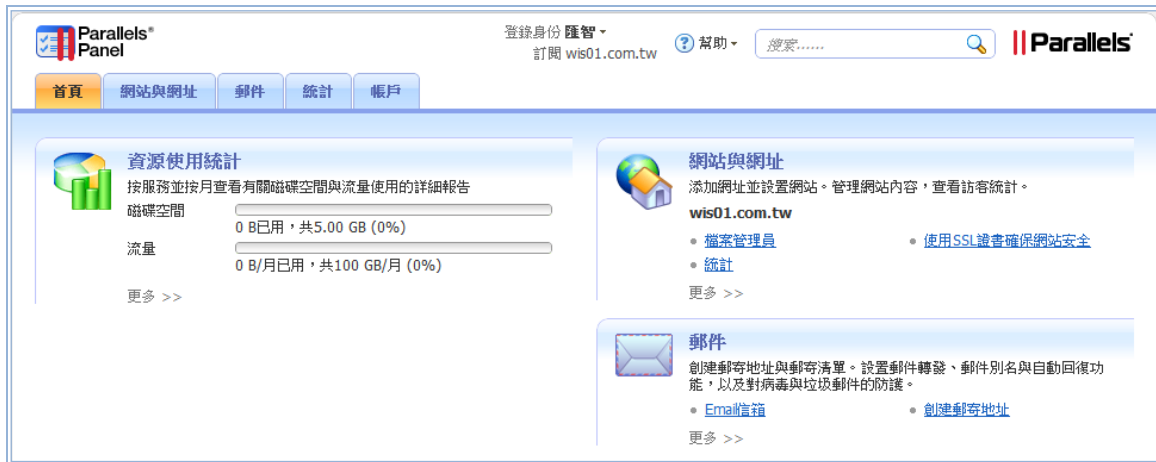 Parallels®
Panel
登錄身份 匯智
訂閱 wis01.com.tw
幫助
搜索......
Parallels
首頁
網站與網址
郵件
統計
帳戶
資源使用統計
按服務並按月查看有關磁碟空間與流量使用的詳細報告
磁碟空間
0 B已用,共5.00 GB (0%)
流量
0 B/月已用,共100 GB/月 (0%)
更多 >>
網站與網址
添加網址並設置網站。管理網站內容,查看訪客統計。
wis01.com.tw
檔案管理員
使用SSL證書確保網站安全
統計
更多 >>
郵件
創建郵寄地址與郵寄清單。設置郵件轉發、郵件別名與自動回復功
能,以及對病毒與垃圾郵件的防護。
Email信箱
創建郵寄地址
更多 >>